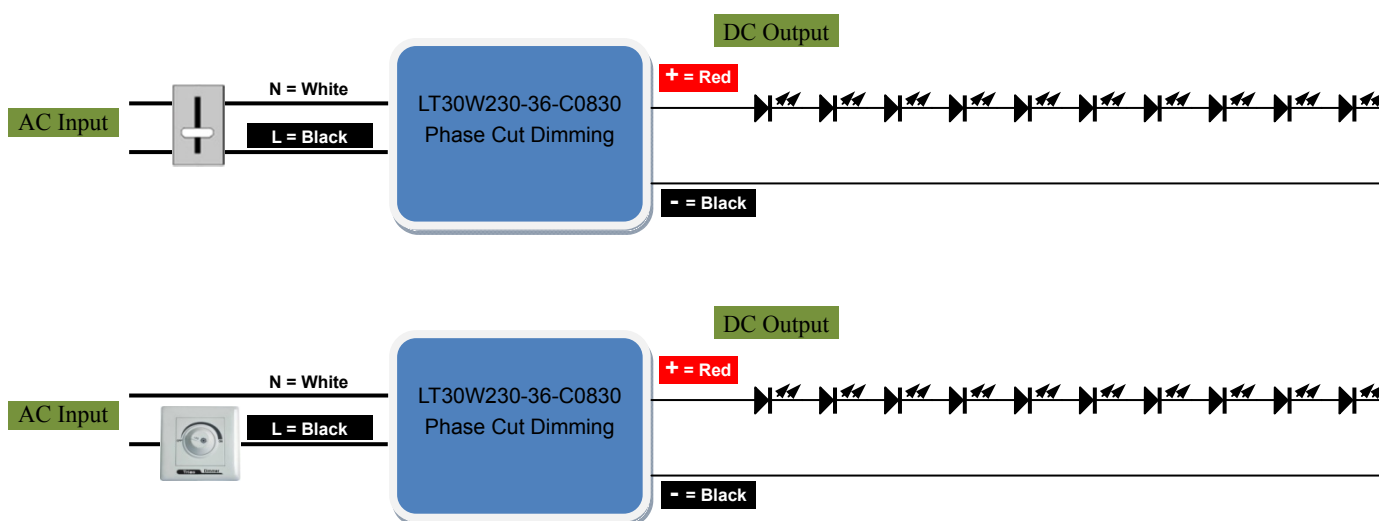 DC Output
+ = Red
N = White
AC Input
L = Black
LT30W230-36-C0830
Phase Cut Dimming
- = Black
DC Output
+ = Red
N = White
AC Input
L = Black
LT30W230-36-C0830
Phase Cut Dimming
- = Black